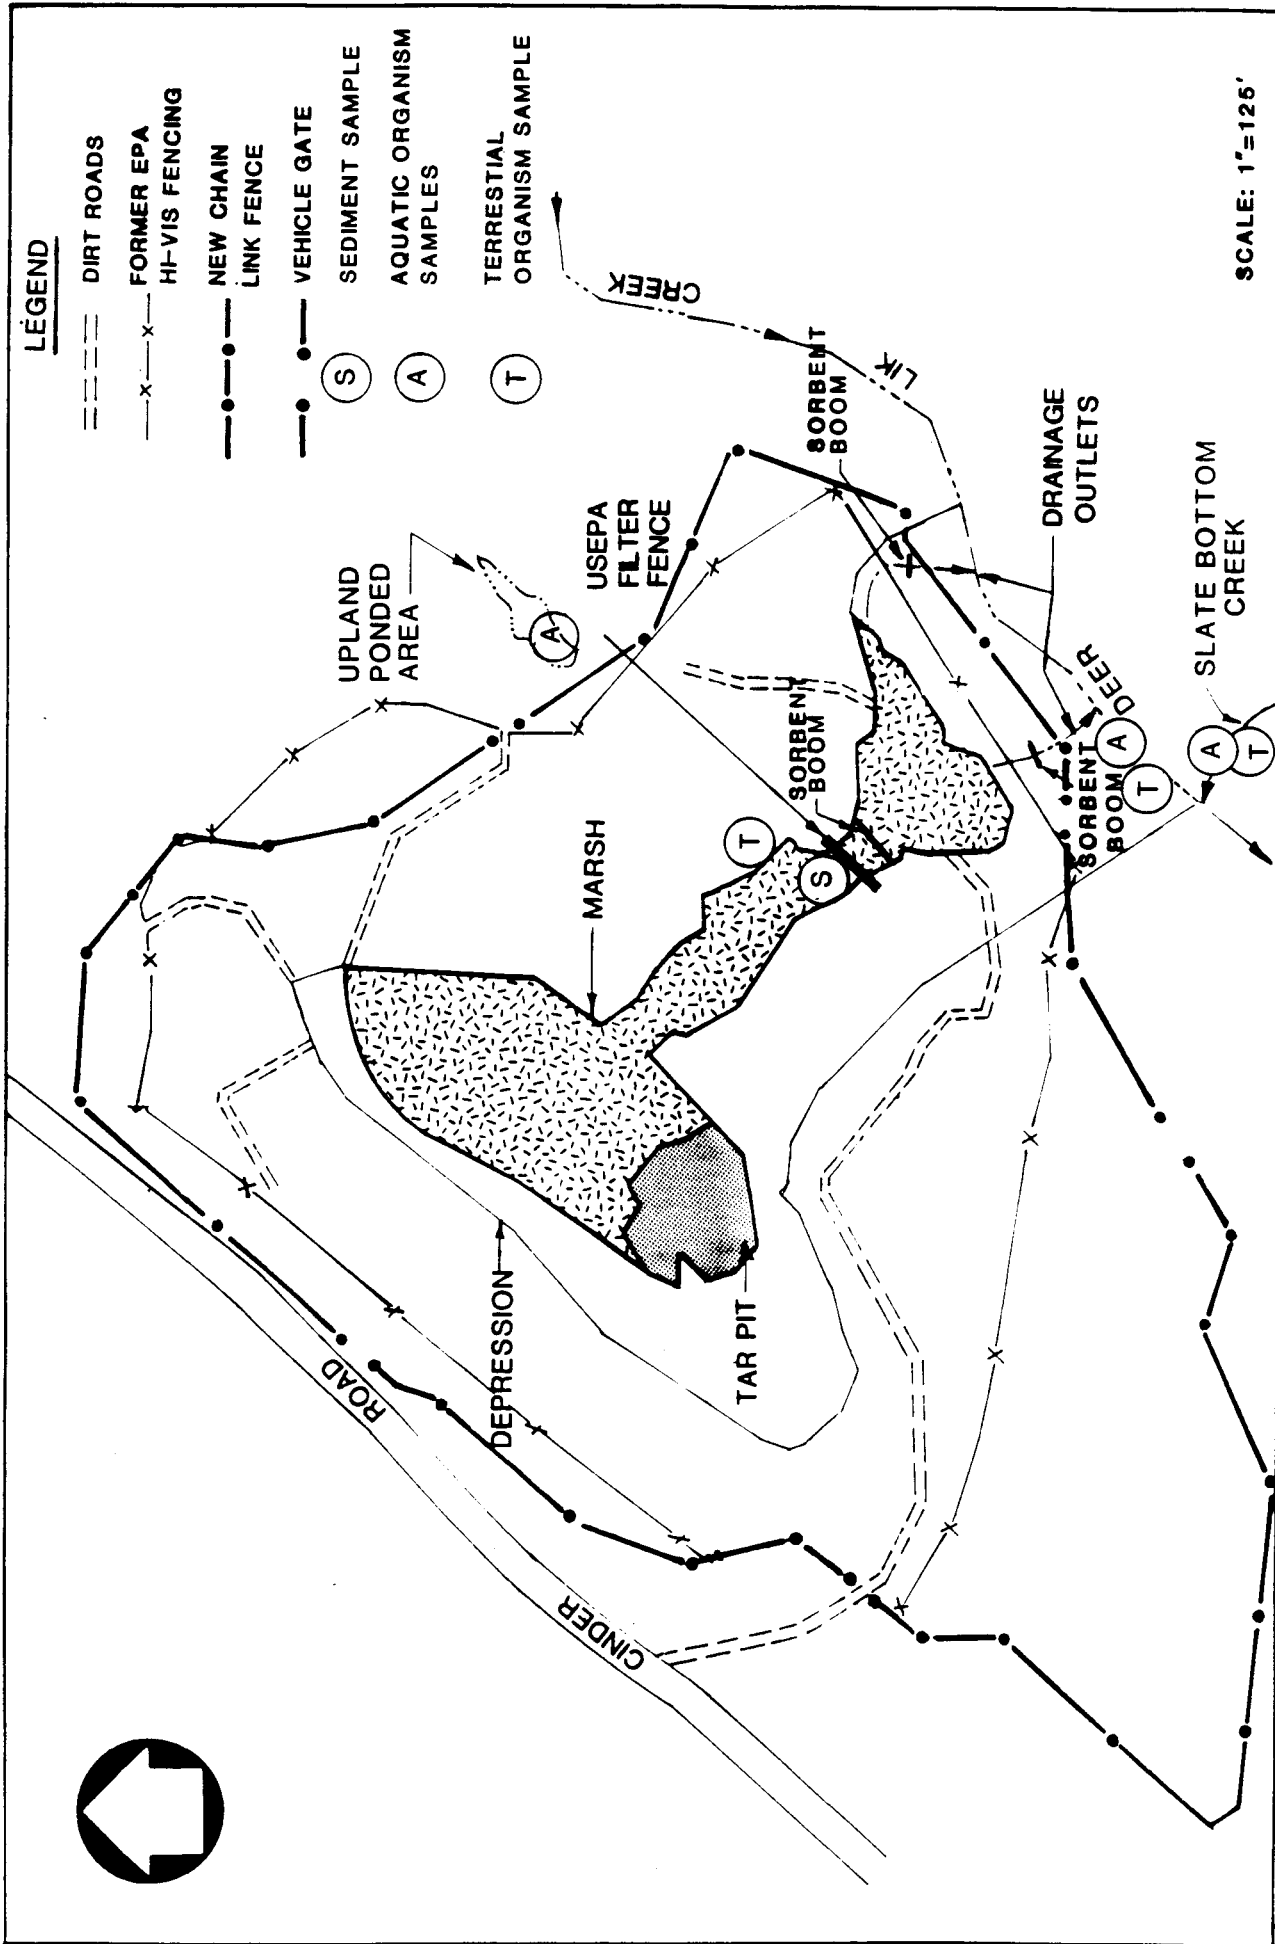 LEGEND
DIRT ROADS
FORMER EPA
HI-VIS FENCING
NEW CHAIN
LINK FENCE
VEHICLE GATE
S
SEDIMENT SAMPLE
A
AQUATIC ORGANISM
SAMPLES
T
TERRESTIAL
ORGANISM SAMPLE
CREEK
LIK
DEER
UPLAND
PONDED
AREA
A
USEPA
FILTER
FENCE
SORBENT
BOOM
DRAINAGE
OUTLETS
SLATE BOTTOM
CREEK
SORBENT
BOOM
SORBENT
BOOM
A
T
A
T
T
S
MARSH
DEPRESSION
TAR PIT
ROAD
CINDER
SCALE: 1"=125'